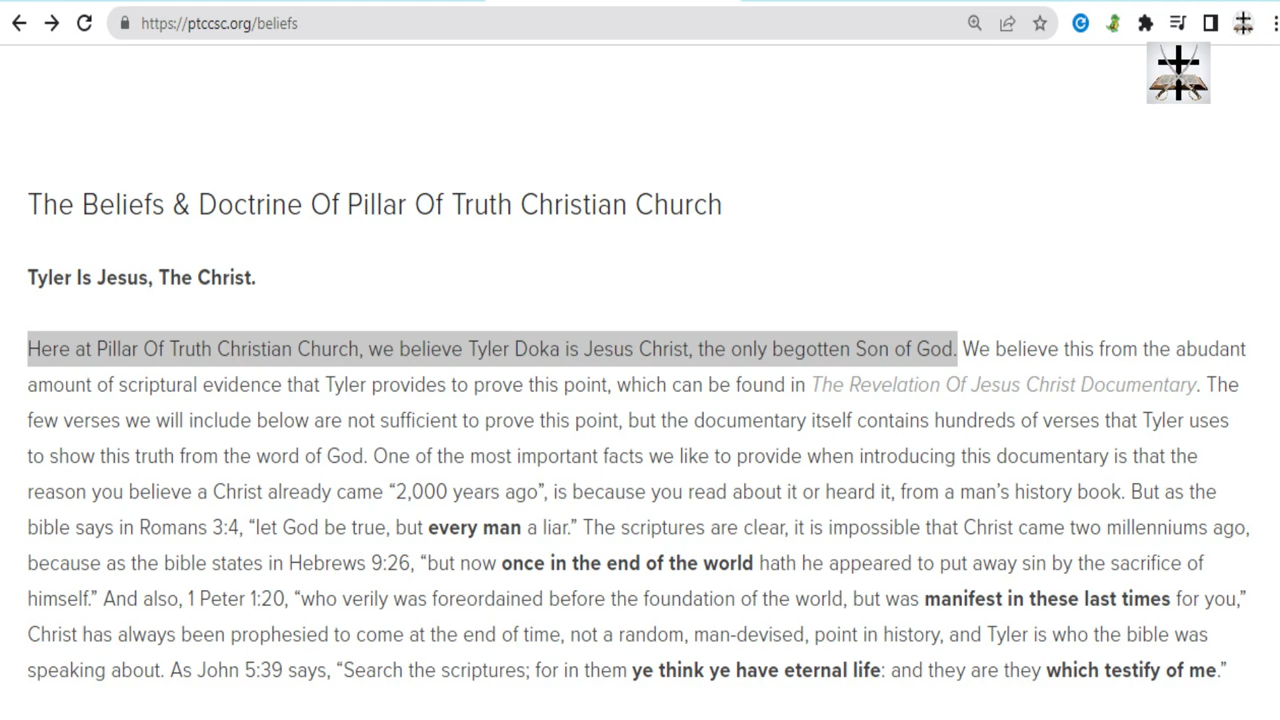 https://ptccsc.org/beliefs
The Beliefs & Doctrine Of Pillar Of Truth Christian Church
Tyler Is Jesus, The Christ.
Here at Pillar Of Truth Christian Church, we believe Tyler Doka is Jesus Christ, the only begotten Son of God. We believe this from the abudant
amount of scriptural evidence that Tyler provides to prove this point, which can be found in The Revelation Of Jesus Christ Documentary. The
few verses we will include below are not sufficient to prove this point, but the documentary itself contains hundreds of verses that Tyler uses
to show this truth from the word of God. One of the most important facts we like to provide when introducing this documentary is that the
reason you believe a Christ already came “2,000 years ago”, is because you read about it or heard it, from a man’s history book. But as the
bible says in Romans 3:4, “let God be true, but every man a liar.” The scriptures are clear, it is impossible that Christ came two millenniums ago,
because as the bible states in Hebrews 9:26, “but now once in the end of the world hath he appeared to put away sin by the sacrifice of
himself.” And also, 1 Peter 1:20, “who verily was foreordained before the foundation of the world, but was manifest in these last times for you,”
Christ has always been prophesied to come at the end of time, not a random, man-devised, point in history, and Tyler is who the bible was
speaking about. As John 5:39 says, “Search the scriptures; for in them ye think ye have eternal life: and they are they which testify of me.”